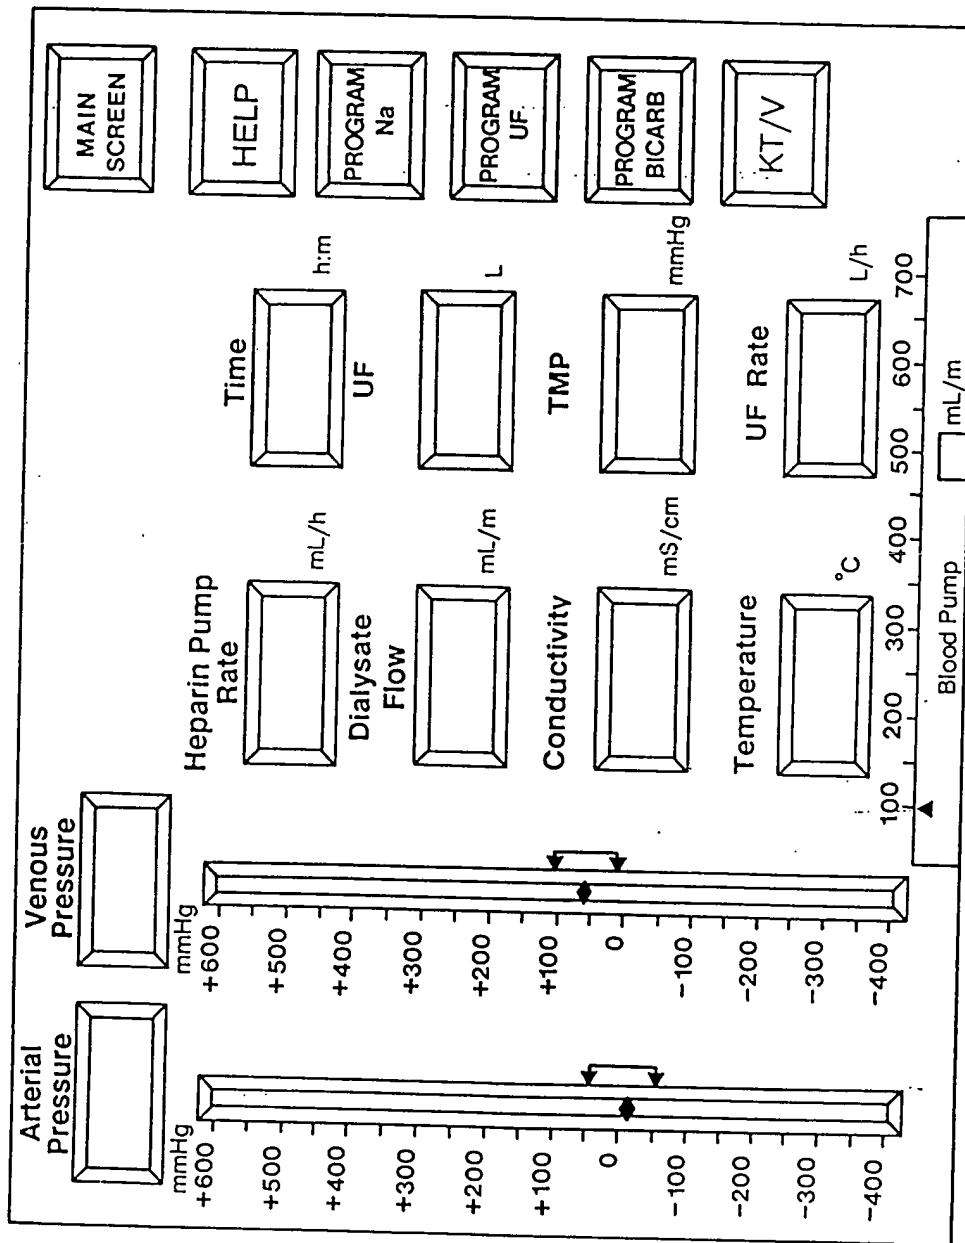 Arterial
Pressure
mmHg
+600
+500
+400
+300
+200
+100
0
-100
-200
-300
-400
Venous
Pressure
mmHg
+600
+500
+400
+300
+200
+100
0
-100
-200
-300
-400
Heparin Pump
Rate
mL/h
Dialysate
Flow
mL/m
Conductivity
mS/cm
Temperature
°C
Time
h:m
UF
L
TMP
mmHg
UF Rate
L/h
MAIN
SCREEN
HELP
PROGRAM
Na
PROGRAM
UF
PROGRAM
BICARB
KT/V
100
200
300
400
500
600
700
Blood Pump
mL/m